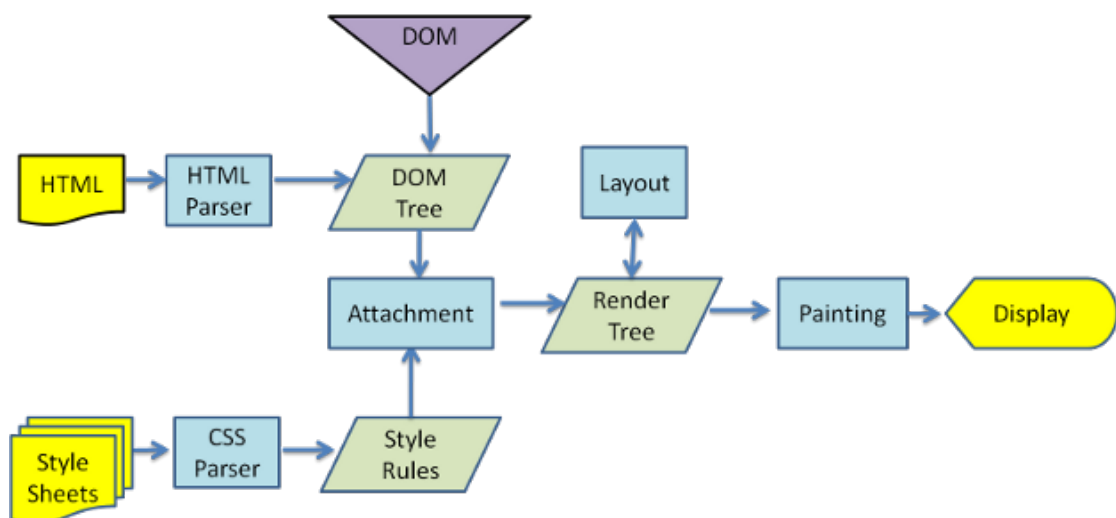 DOM
HTML
HTML
Parser
DOM
Tree
Layout
Attachment
Render
Tree
Painting
Display
Style
Sheets
CSS
Parser
Style
Rules